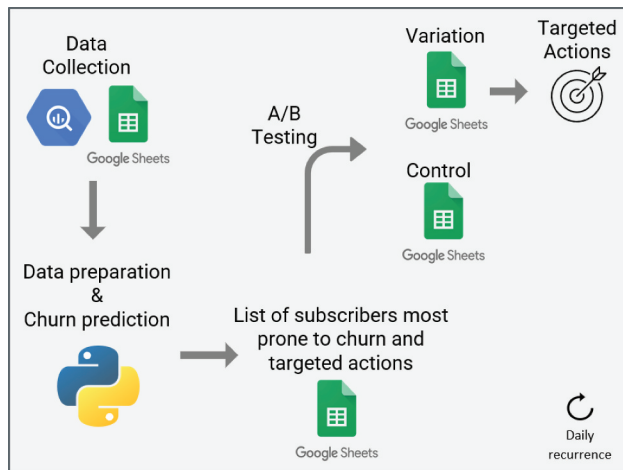 Data
Collection
Google Sheets
Data preparation
&
Churn prediction
List of subscribers most
prone to churn and
targeted actions
Google Sheets
A/B
Testing
Variation
Google Sheets
Control
Google Sheets
Targeted
Actions
Daily
recurrence